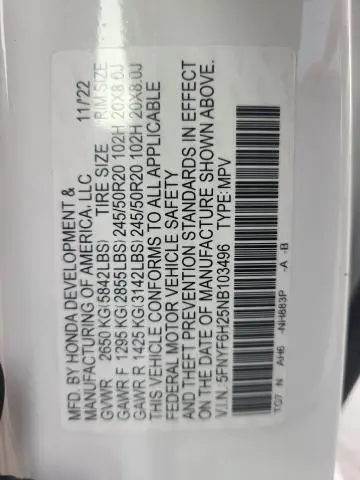 MFD. BY HONDA DEVELOPMENT &
MANUFACTURING OF AMERICA, LLC 11/22
GVWR 2650 KG(5842LBS) TIRE SIZE RIM SIZE
GAWR F 1295 KG(2855LBS) 245/50R20 102H 20X8.0J
GAWR R 1425 KG(3142LBS) 245/50R20 102H 20X8.0J
THIS VEHICLE CONFORMS TO ALL APPLICABLE
FEDERAL MOTOR VEHICLE SAFETY
AND THEFT PREVENTION STANDARDS IN EFFECT
ON THE DATE OF MANUFACTURE SHOWN ABOVE.
V.I.N. 5FNYF6H25NB103496 TYPE: MPV
TG7 N AH6 -NH883P -A -B